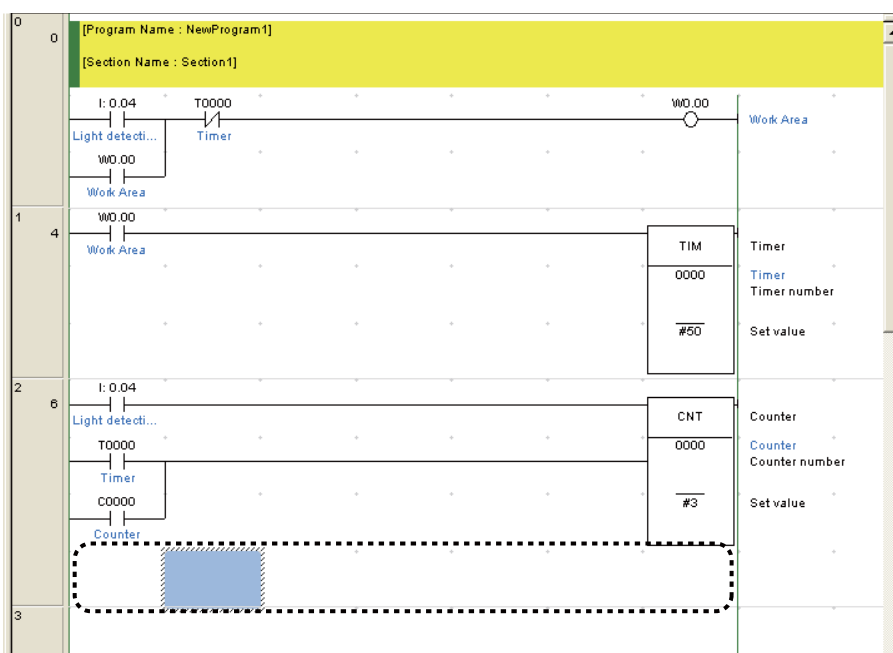 0
0
[Program Name : NewProgram1]
[Section Name : Section1]
I: 0.04 T0000 W0.00
Work Area
Light detecti... Timer
W0.00
Work Area
1
4
W0.00
Work Area
TIM Timer
0000 Timer
Timer number
#50 Set value
2
6
I: 0.04
Light detecti...
CNT Counter
T0000
0000 Counter
Counter number
Timer
C0000
#3 Set value
Counter
3